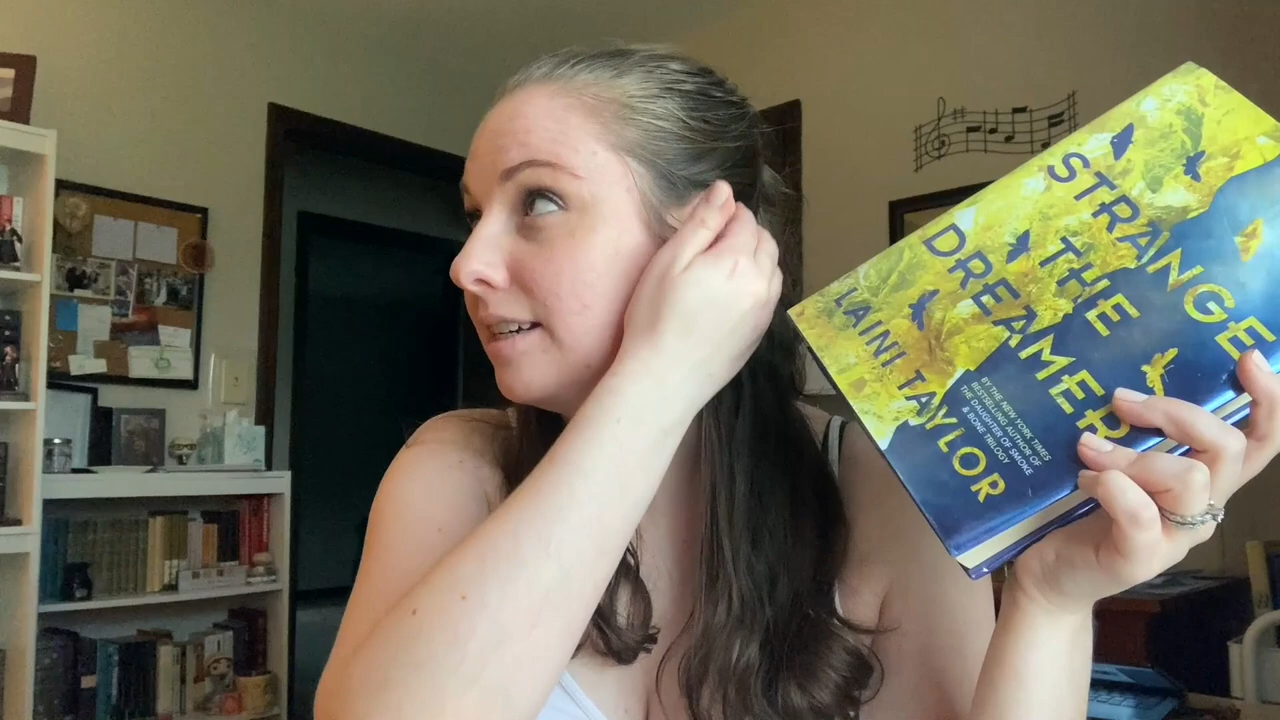 STRANGE
THE
DREAMER
LAINI TAYLOR
BY THE NEW YORK TIMES
BESTSELLING AUTHOR OF
THE DAUGHTER OF SMOKE
& BONE TRILOGY